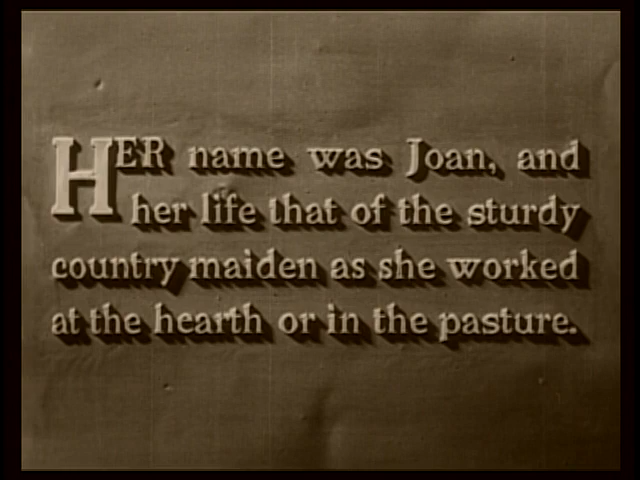 HER name was Joan, and
her life that of the sturdy
country maiden as she worked
at the hearth or in the pasture.